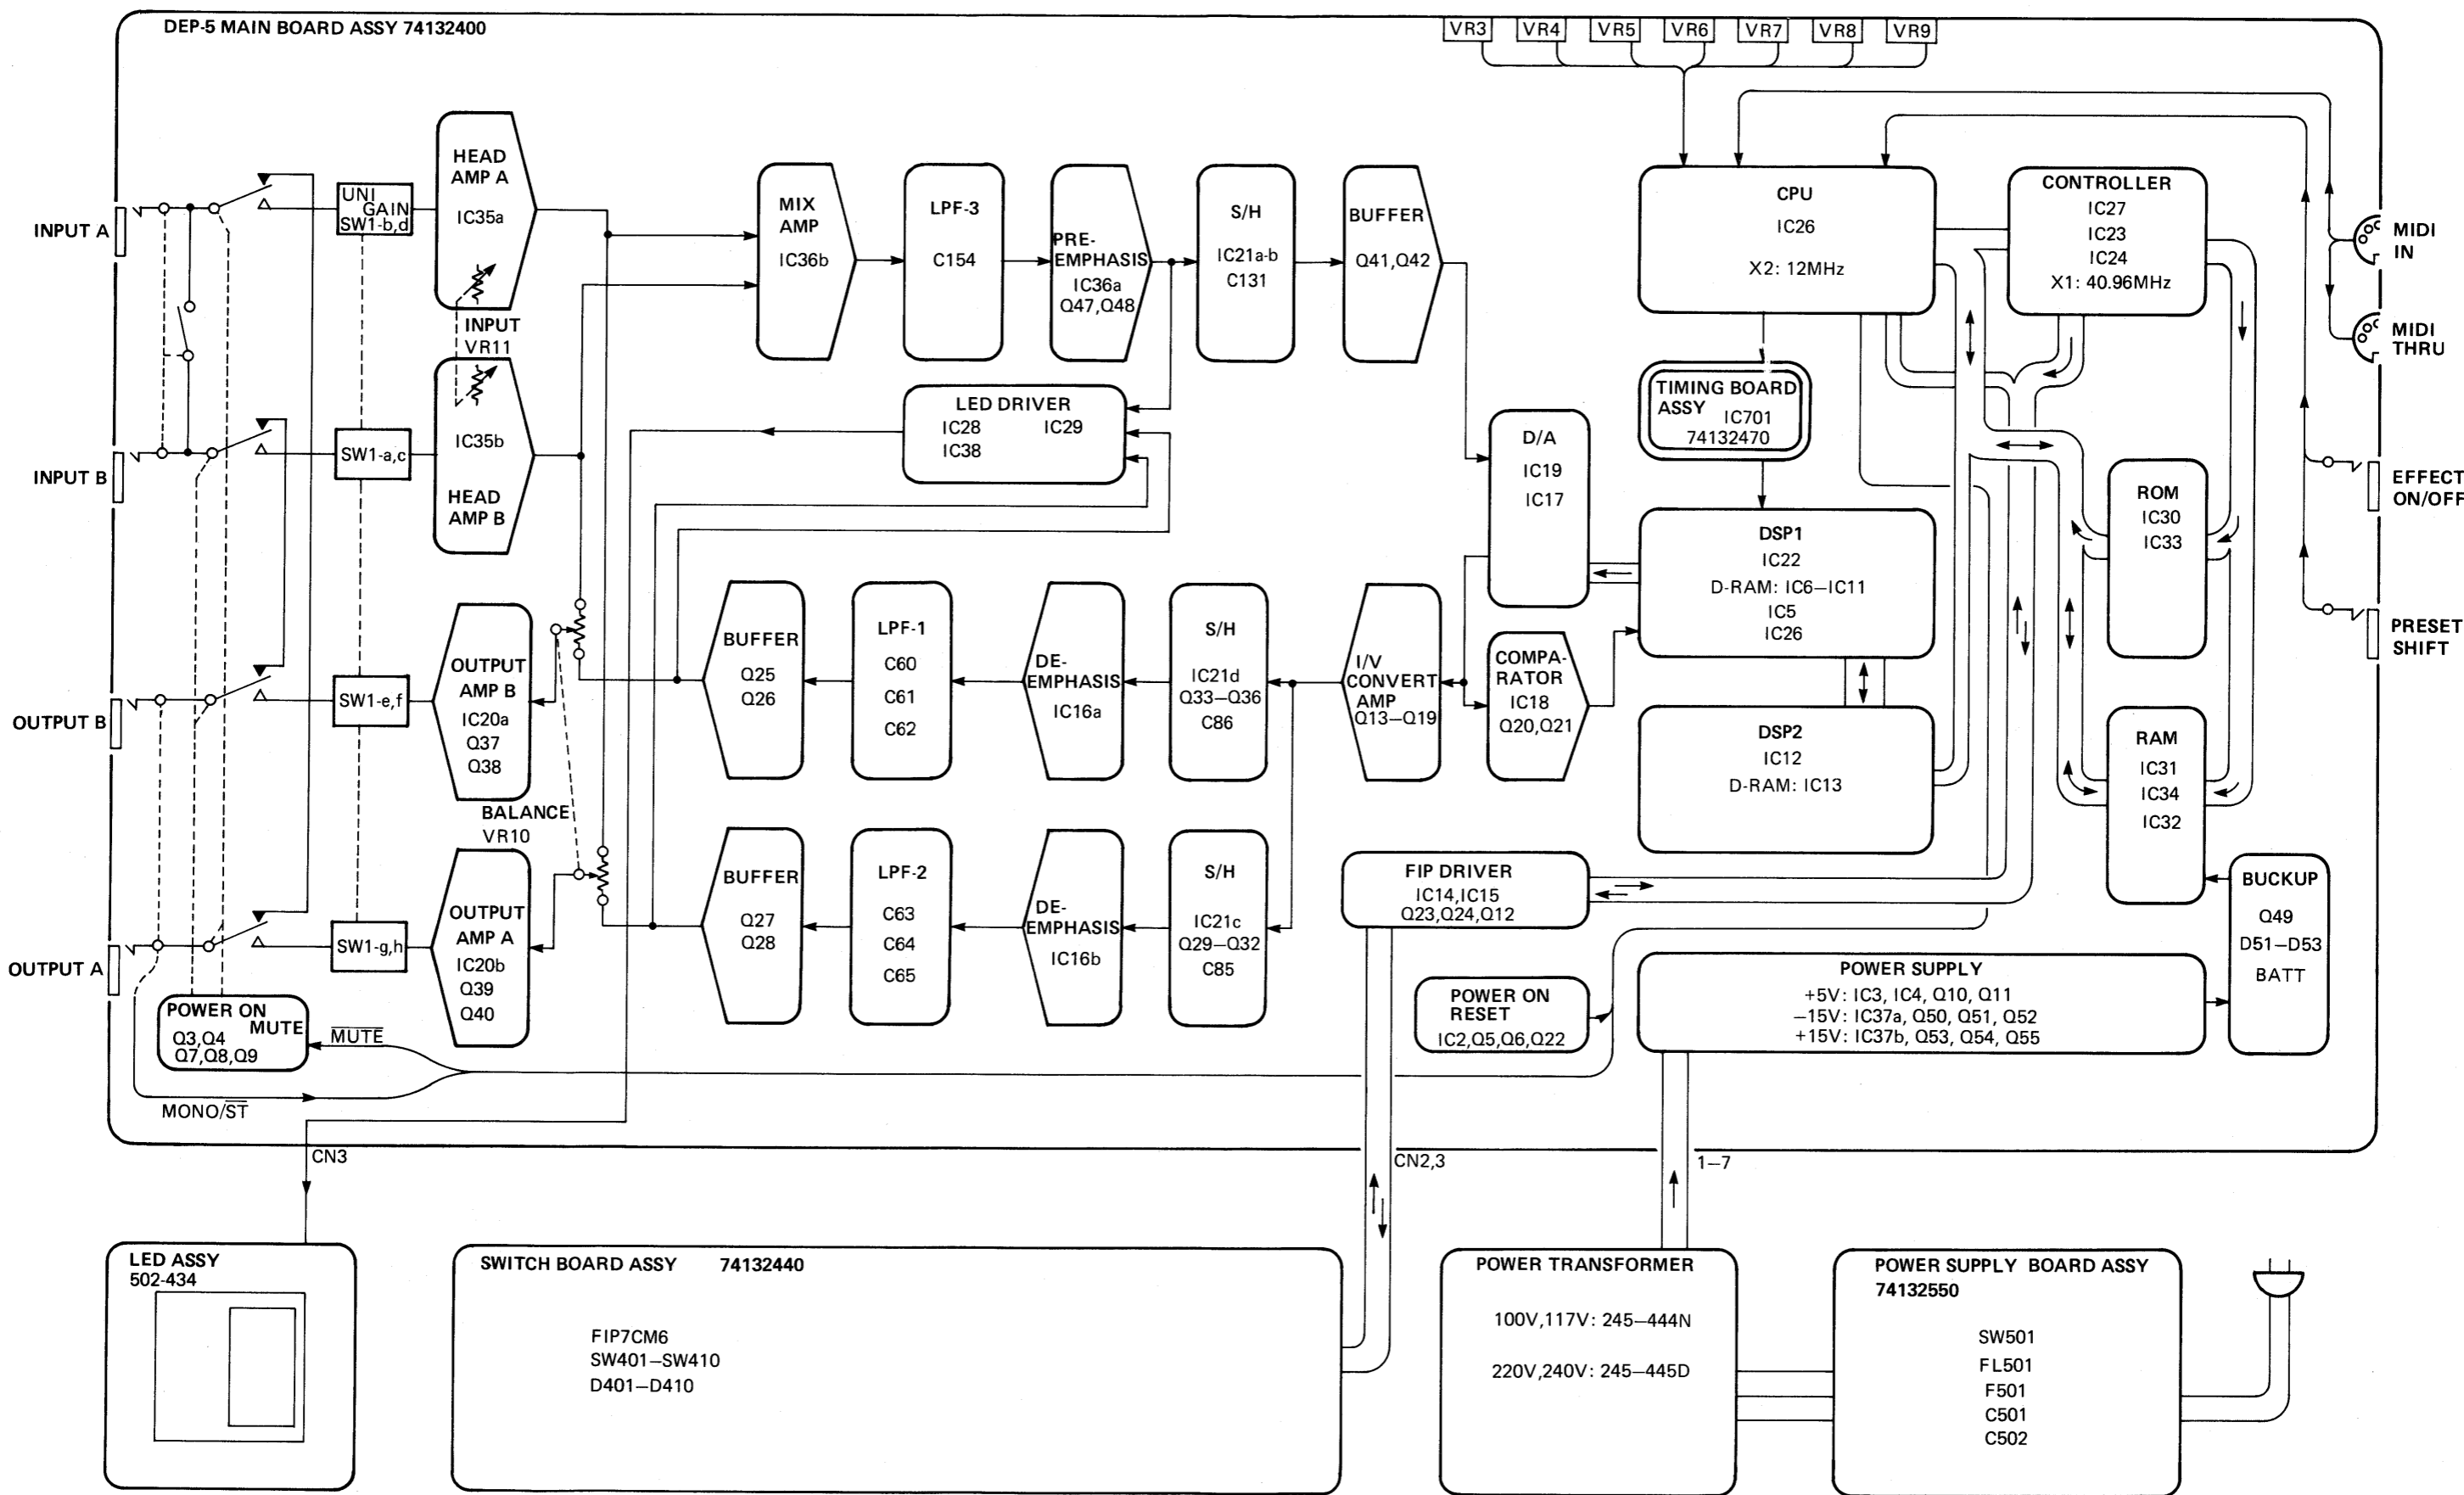 DEP-5 MAIN BOARD ASSY 74132400
VR3
VR4
VR5
VR6
VR7
VR8
VR9
INPUT A
INPUT B
OUTPUT B
OUTPUT A
UNI
GAIN
SW1-b,d
HEAD
AMP A
IC35a
INPUT
VR11
SW1-a,c
IC35b
HEAD
AMP B
MIX
AMP
IC36b
LPF-3
C154
PRE-
EMPHASIS
IC36a
Q47,Q48
S/H
IC21a-b
C131
BUFFER
Q41,Q42
CPU
IC26
X2: 12MHz
CONTROLLER
IC27
IC23
IC24
X1: 40.96MHz
MIDI
IN
MIDI
THRU
LED DRIVER
IC28 IC29
IC38
D/A
IC19
IC17
TIMING BOARD
ASSY IC701
74132470
ROM
IC30
IC33
EFFECT
ON/OFF
PRESET
SHIFT
DSP1
IC22
D-RAM: IC6–IC11
IC5
IC26
SW1-e,f
OUTPUT
AMP B
IC20a
Q37
Q38
BALANCE
VR10
BUFFER
Q25
Q26
LPF-1
C60
C61
C62
DE-
EMPHASIS
IC16a
S/H
IC21d
Q33–Q36
C86
I/V
CONVERT
AMP
Q13–Q19
COMPA-
RATOR
IC18
Q20,Q21
DSP2
IC12
D-RAM: IC13
RAM
IC31
IC34
IC32
SW1-g,h
OUTPUT
AMP A
IC20b
Q39
Q40
BUFFER
Q27
Q28
LPF-2
C63
C64
C65
DE-
EMPHASIS
IC16b
S/H
IC21c
Q29–Q32
C85
FIP DRIVER
IC14,IC15
Q23,Q24,Q12
BUCKUP
Q49
D51–D53
BATT
POWER ON
MUTE
Q3,Q4
Q7,Q8,Q9
MUTE
MONO/ST
POWER ON
RESET
IC2,Q5,Q6,Q22
POWER SUPPLY
+5V: IC3, IC4, Q10, Q11
–15V: IC37a, Q50, Q51, Q52
+15V: IC37b, Q53, Q54, Q55
CN3
CN2,3
1–7
LED ASSY
502-434
SWITCH BOARD ASSY 74132440
FIP7CM6
SW401–SW410
D401–D410
POWER TRANSFORMER
100V,117V: 245–444N
220V,240V: 245–445D
POWER SUPPLY BOARD ASSY
74132550
SW501
FL501
F501
C501
C502